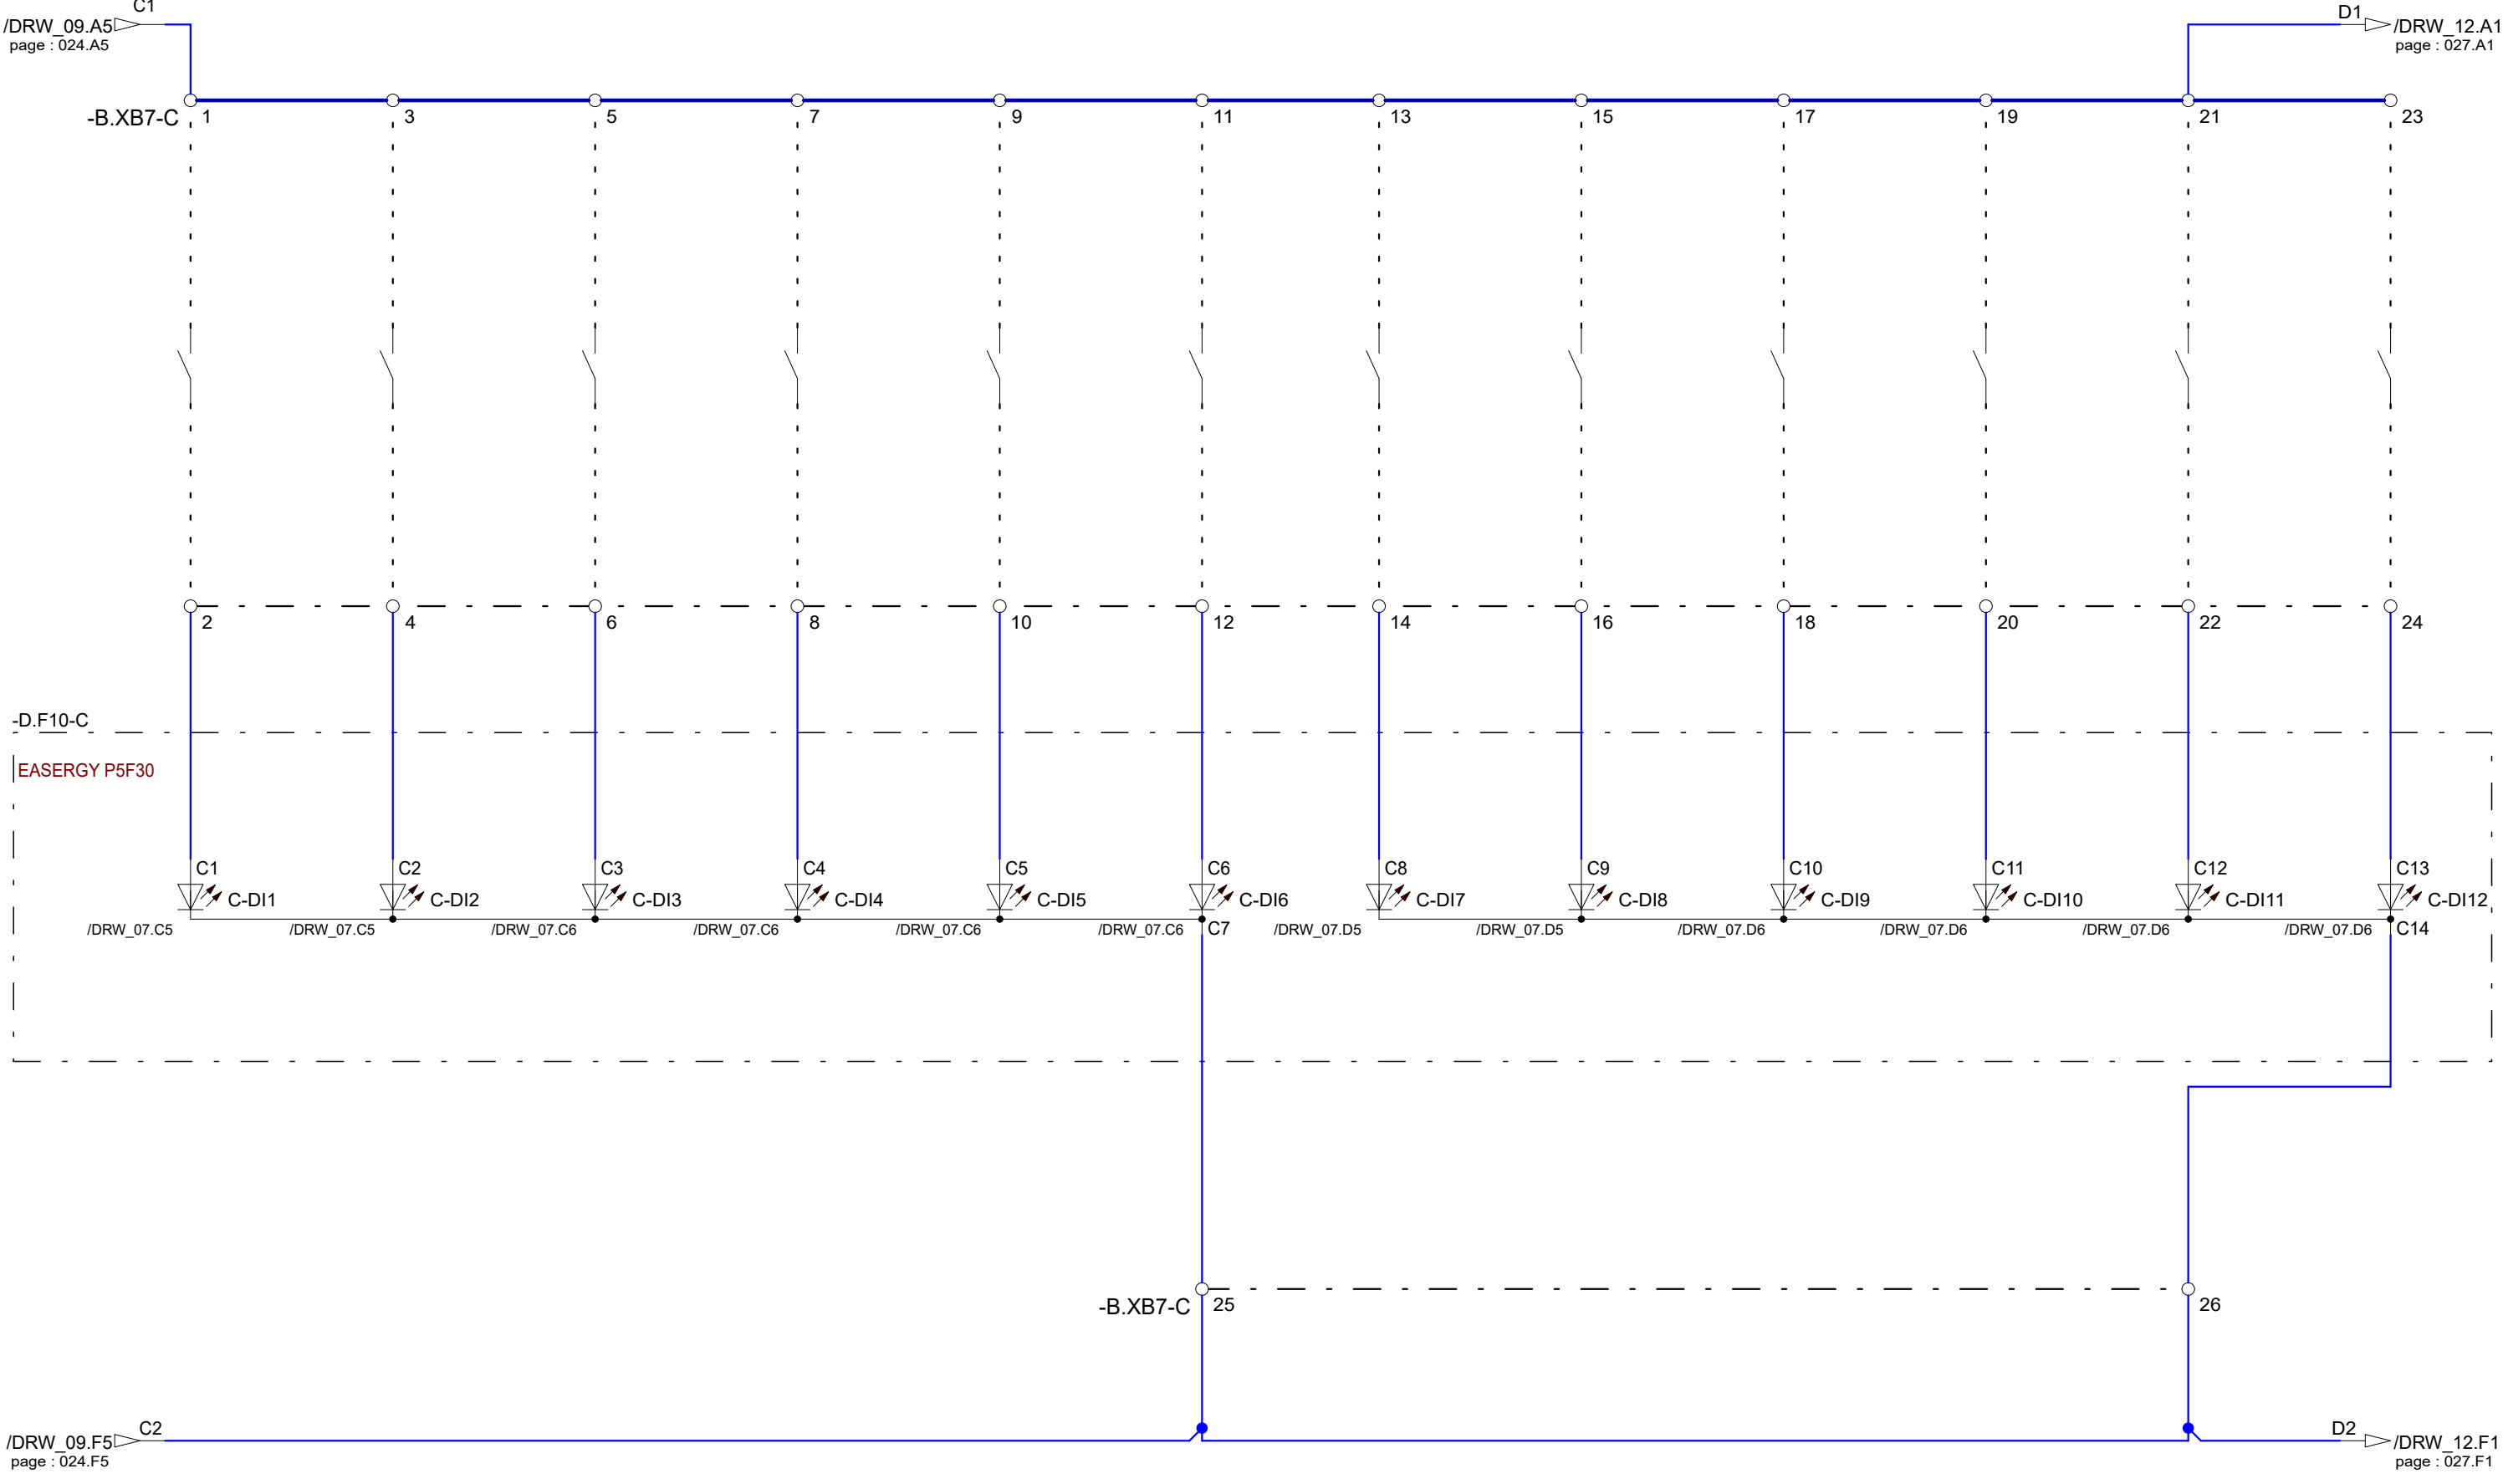 C1
D1
/DRW_09.A5
/DRW_12.A1
page : 024.A5
page : 027.A1
-B.XB7-C 1 3 5 7 9 11 13 15 17 19 21 23
2 4 6 8 10 12 14 16 18 20 22 24
-D.F10-C
EASERGY P5F30
C1 C2 C3 C4 C5 C6 C8 C9 C10 C11 C12 C13
C-DI1 C-DI2 C-DI3 C-DI4 C-DI5 C-DI6 C-DI7 C-DI8 C-DI9 C-DI10 C-DI11 C-DI12
/DRW_07.C5 /DRW_07.C5 /DRW_07.C6 /DRW_07.C6 /DRW_07.C6 /DRW_07.C6 C7 /DRW_07.D5 /DRW_07.D5 /DRW_07.D6 /DRW_07.D6 /DRW_07.D6 /DRW_07.D6 C14
-B.XB7-C 25 26
C2
D2
/DRW_09.F5
/DRW_12.F1
page : 024.F5
page : 027.F1